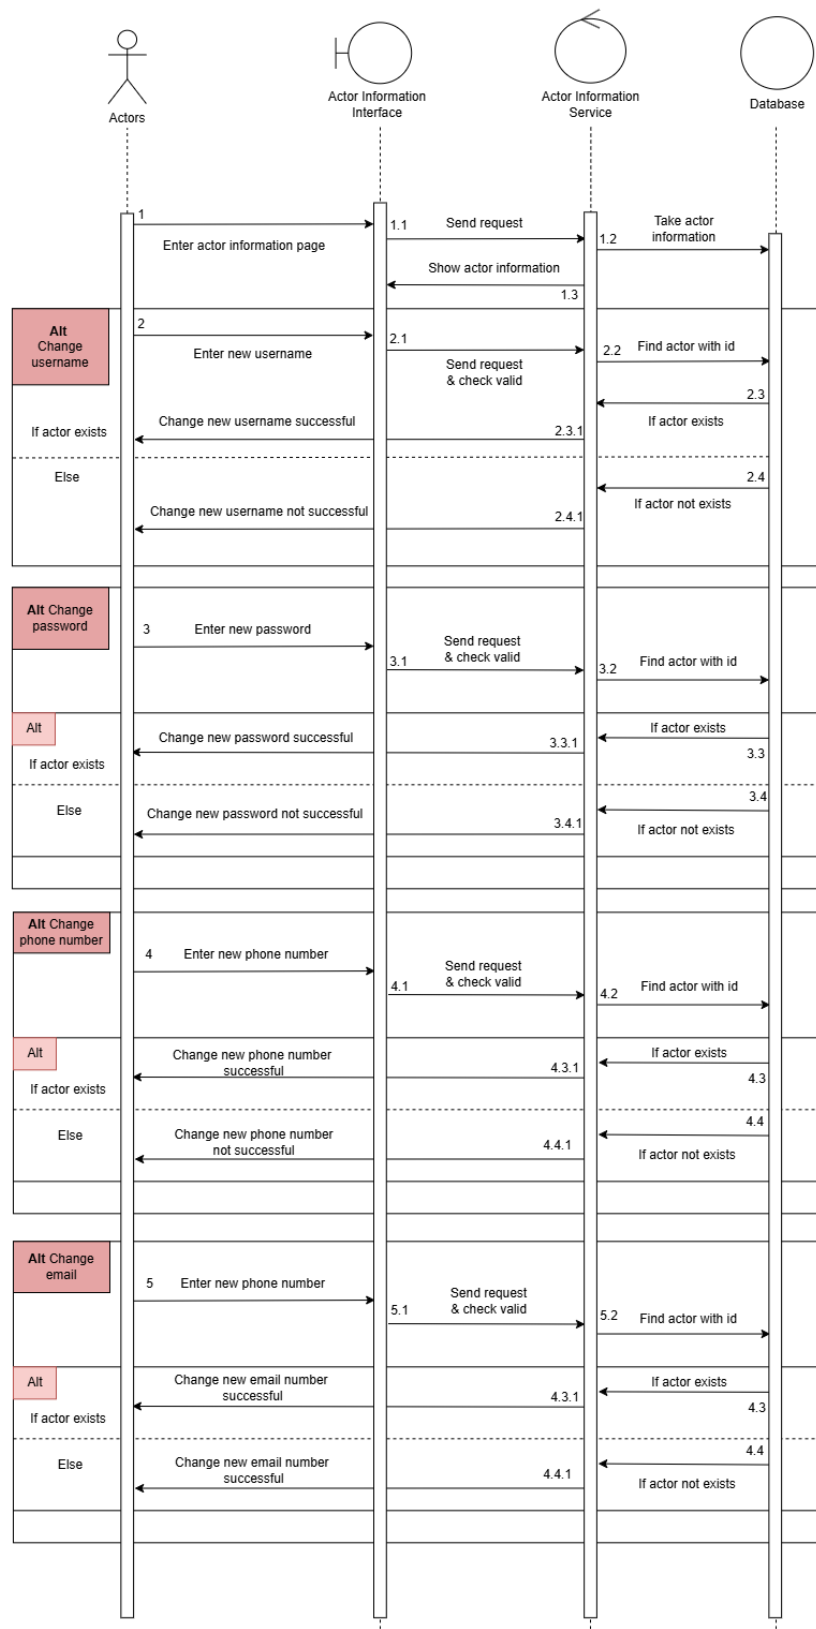 Actors
Actor Information
Interface
Actor Information
Service
Database
1
Enter actor information page
1.1
Send request
1.2
Take actor
information
Show actor information
1.3
Alt
Change
username
2
Enter new username
2.1
Send request
& check valid
2.2
Find actor with id
2.3
If actor exists
If actor exists
Change new username successful
2.3.1
Else
2.4
If actor not exists
Change new username not successful
2.4.1
Alt Change
password
3
Enter new password
3.1
Send request
& check valid
3.2
Find actor with id
Alt
If actor exists
Change new password successful
3.3.1
If actor exists
3.3
Else
3.4
If actor not exists
Change new password not successful
3.4.1
Alt Change
phone number
4
Enter new phone number
4.1
Send request
& check valid
4.2
Find actor with id
Alt
If actor exists
Change new phone number
successful
4.3.1
If actor exists
4.3
Else
4.4
If actor not exists
Change new phone number
not successful
4.4.1
Alt Change
email
5
Enter new phone number
5.1
Send request
& check valid
5.2
Find actor with id
Alt
If actor exists
Change new email number
successful
4.3.1
If actor exists
4.3
Else
4.4
If actor not exists
Change new email number
successful
4.4.1